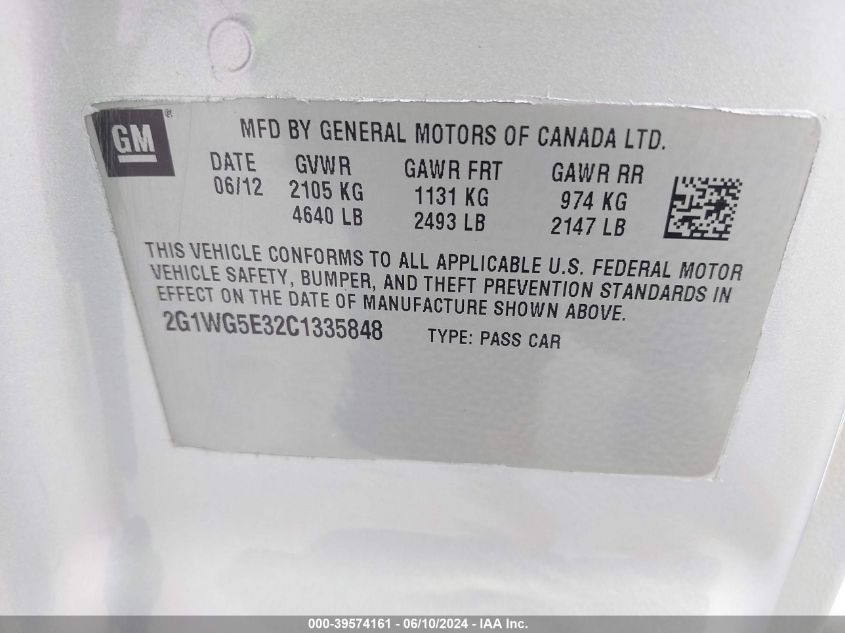 GM®
MFD BY GENERAL MOTORS OF CANADA LTD.
DATE GVWR GAWR FRT GAWR RR
06/12 2105 KG 1131 KG 974 KG
4640 LB 2493 LB 2147 LB
THIS VEHICLE CONFORMS TO ALL APPLICABLE U.S. FEDERAL MOTOR
VEHICLE SAFETY, BUMPER, AND THEFT PREVENTION STANDARDS IN
EFFECT ON THE DATE OF MANUFACTURE SHOWN ABOVE.
2G1WG5E32C1335848 TYPE: PASS CAR
000-39574161 - 06/10/2024 - IAA Inc.